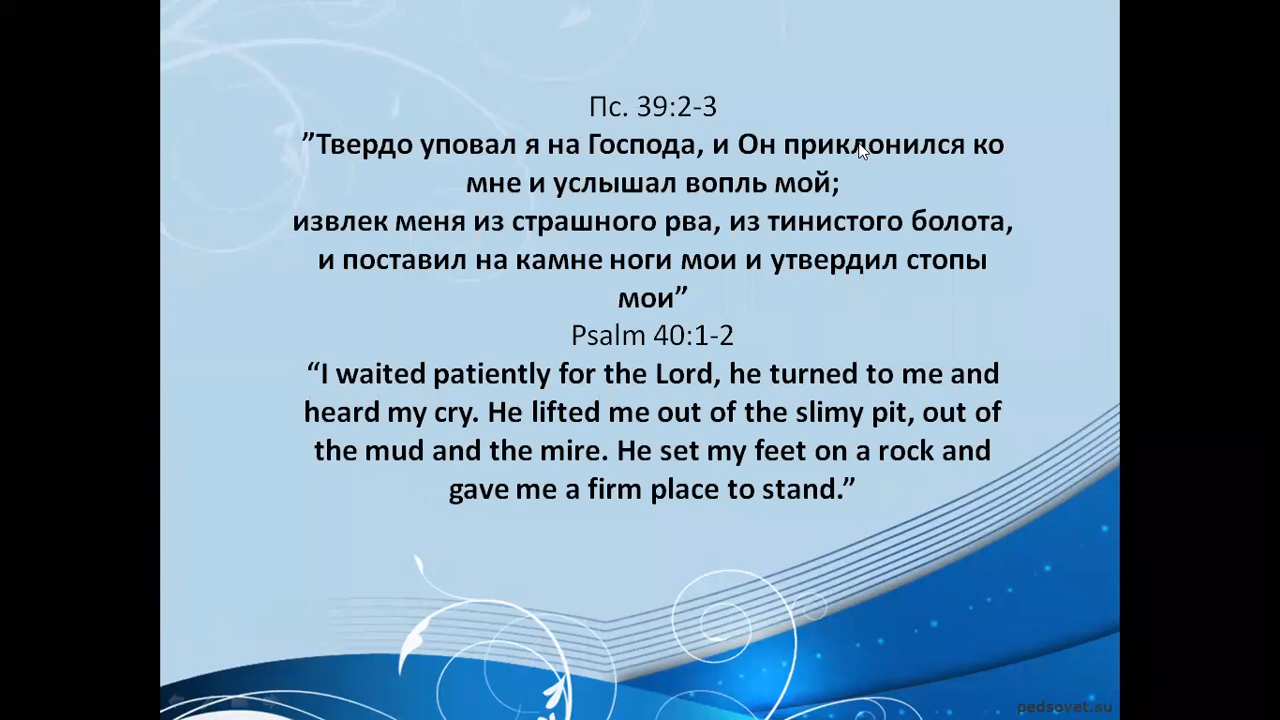 Пс. 39:2-3
”Твердо уповал я на Господа, и Он приклонился ко
мне и услышал вопль мой;
извлек меня из страшного рва, из тинистого болота,
и поставил на камне ноги мои и утвердил стопы
мои”
Psalm 40:1-2
“I waited patiently for the Lord, he turned to me and
heard my cry. He lifted me out of the slimy pit, out of
the mud and the mire. He set my feet on a rock and
gave me a firm place to stand.”
pedsovet.su